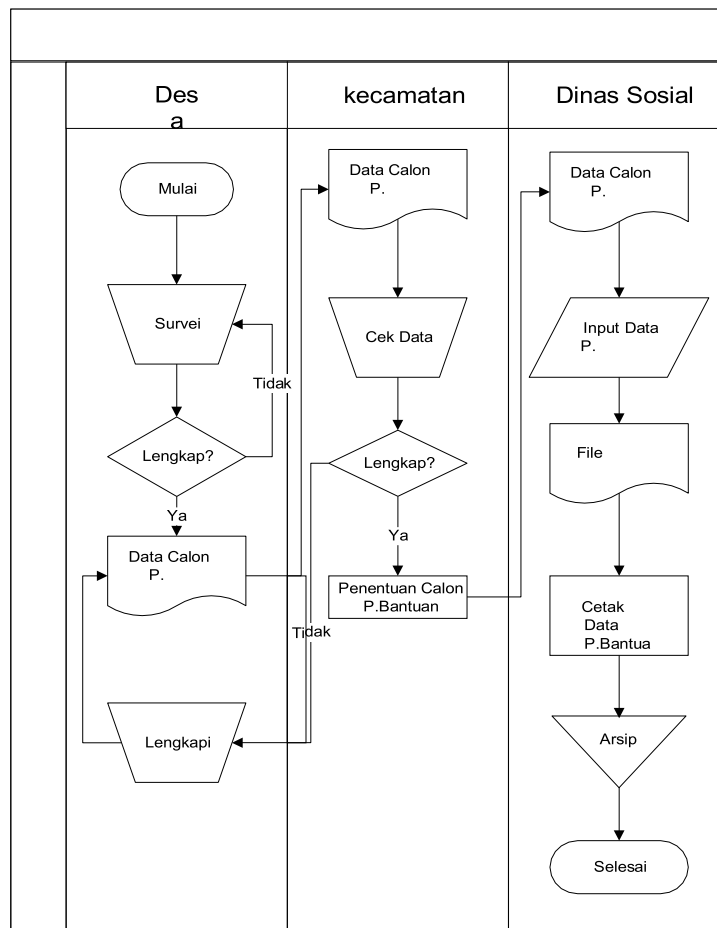 Des
a
kecamatan
Dinas Sosial
Mulai
Survei
Tidak
Lengkap?
Ya
Data Calon
P.
Lengkapi
Data Calon
P.
Cek Data
Lengkap?
Ya
Tidak
Penentuan Calon
P.Bantuan
Data Calon
P.
Input Data
P.
File
Cetak
Data
P.Bantua
Arsip
Selesai